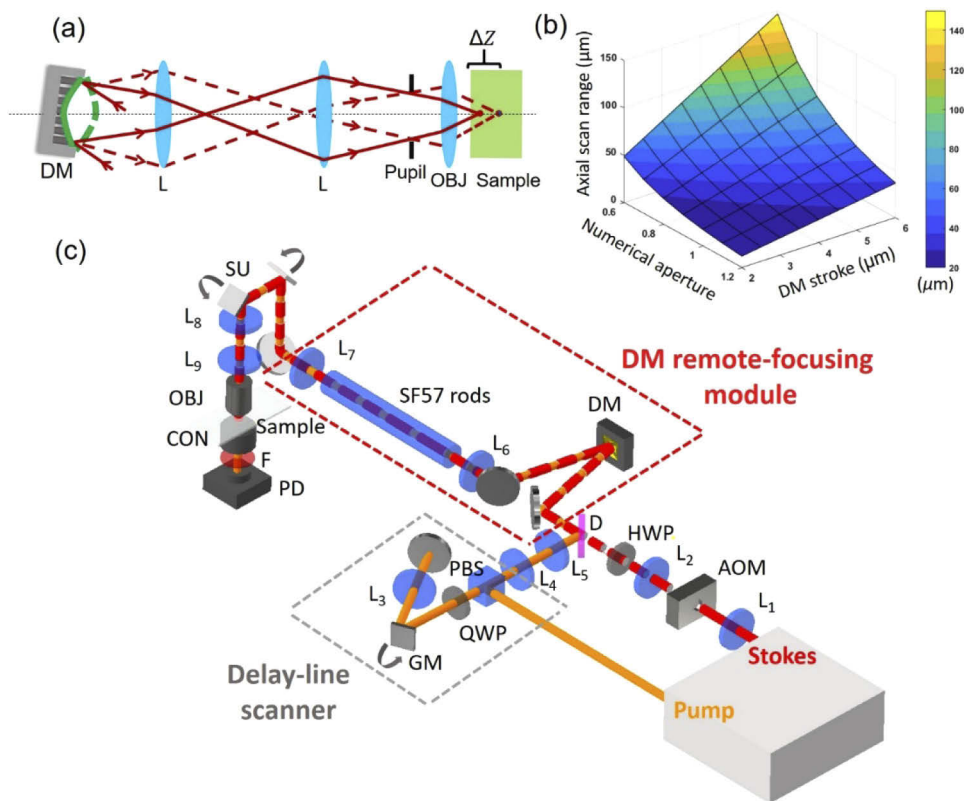 (a)
ΔZ
DM
L
L
Pupil
OBJ
Sample
(b)
Axial scan range (μm)
150
100
50
0
0.6
0.8
1
1.2
Numerical aperture
2
3
4
5
6
DM stroke (μm)
140
120
100
80
60
40
20
(μm)
(c)
SU
L8
L9
OBJ
CON
F
PD
Sample
L7
SF57 rods
L6
DM
DM remote-focusing
module
D
HWP
L2
AOM
L1
L5
L4
PBS
L3
QWP
GM
Delay-line
scanner
Stokes
Pump